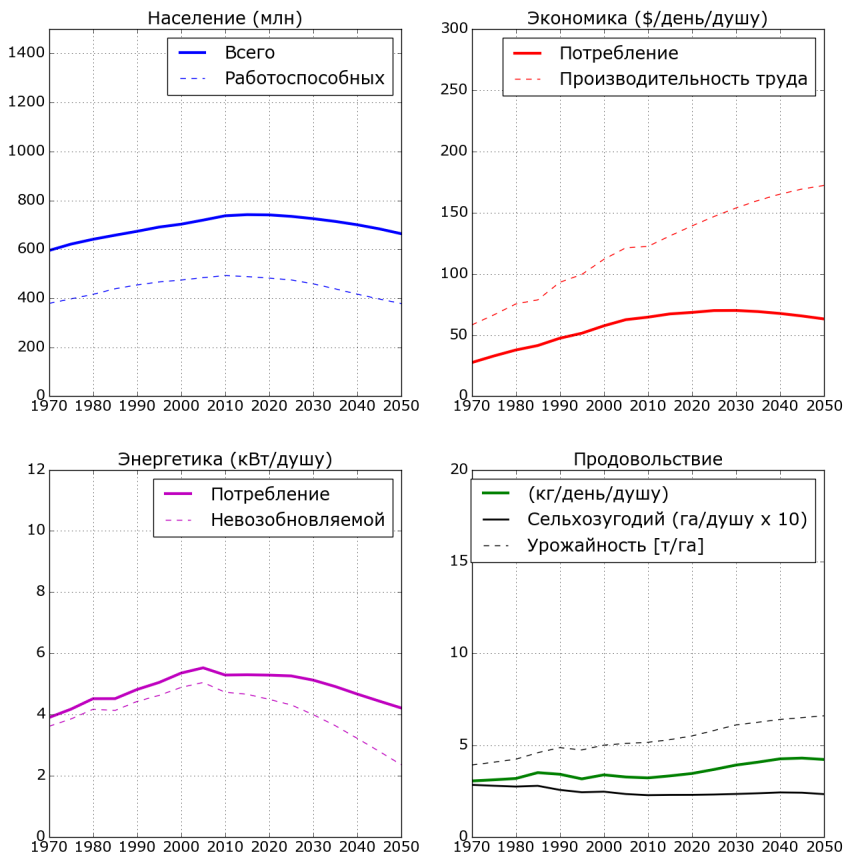 Население (млн)
1400
1200
1000
800
600
400
200
0
Всего
Работоспособных
1970 1980 1990 2000 2010 2020 2030 2040 2050
Экономика ($/день/душу)
300
250
200
150
100
50
0
Потребление
Производительность труда
1970 1980 1990 2000 2010 2020 2030 2040 2050
Энергетика (кВт/душу)
12
10
8
6
4
2
0
Потребление
Невозобновляемой
1970 1980 1990 2000 2010 2020 2030 2040 2050
Продовольствие
20
15
10
5
0
(кг/день/душу)
Сельхозугодий (га/душу x 10)
Урожайность [т/га]
1970 1980 1990 2000 2010 2020 2030 2040 2050